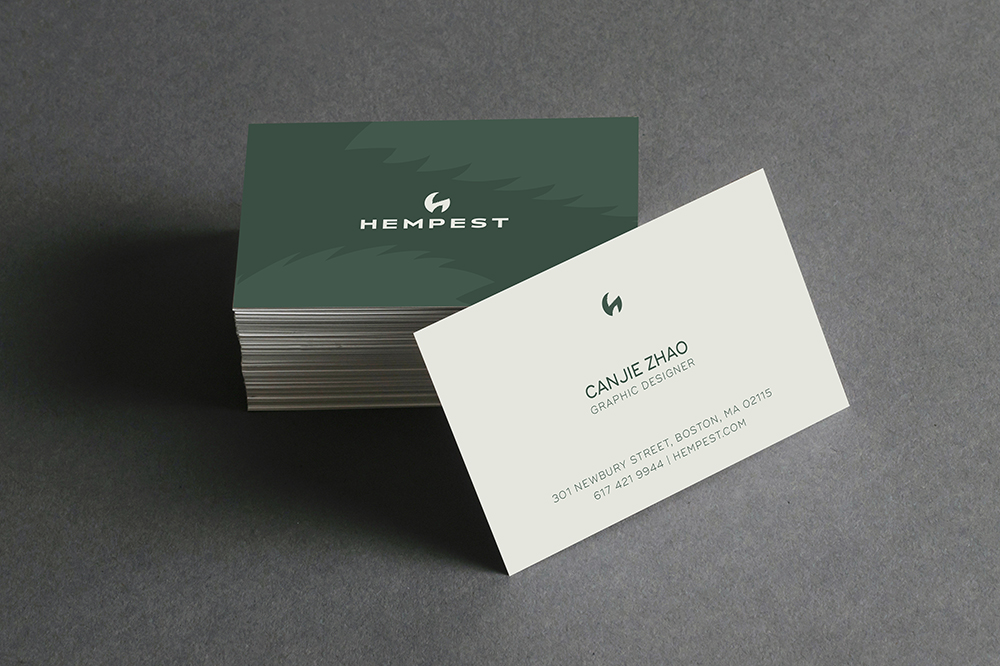 HEMPEST
CANJIE ZHAO
GRAPHIC DESIGNER
301 NEWBURY STREET, BOSTON, MA 02115
617 421 9944 | HEMPEST.COM